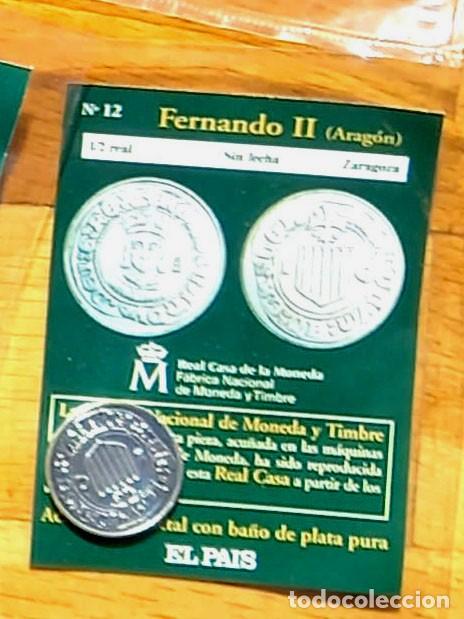 Nº 12
Fernando II (Aragón)
1/2 real Sin fecha Zaragoza
Real Casa de la Moneda
Fábrica Nacional
de Moneda y Timbre
Nacional de Moneda y Timbre
pieza, acuñada en las máquinas
de Moneda, ha sido reproducida
esta Real Casa a partir de los
con baño de plata pura
EL PAIS
todocoleccion.net